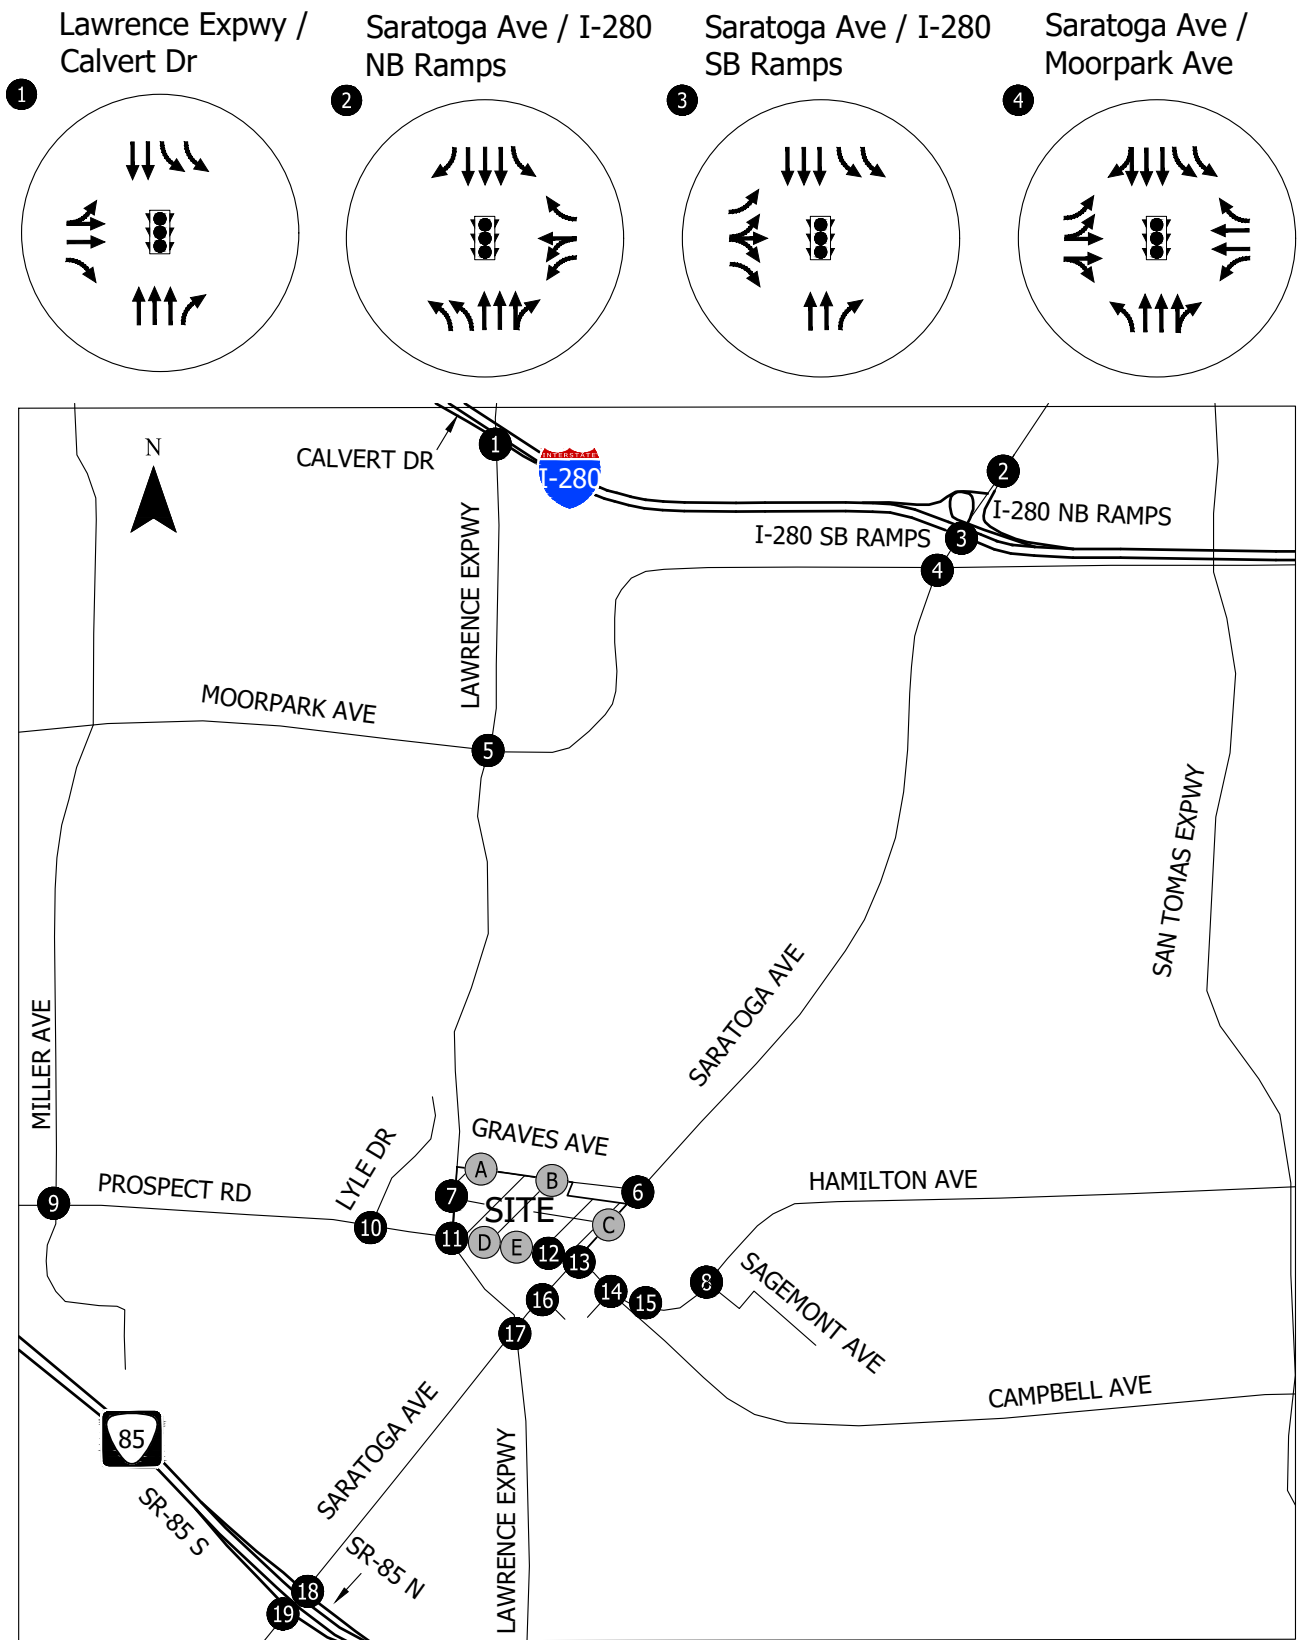 Lawrence Expwy /
Calvert Dr
1
Saratoga Ave / I-280
NB Ramps
2
Saratoga Ave / I-280
SB Ramps
3
Saratoga Ave /
Moorpark Ave
4
N
CALVERT DR
1
INTERSTATE
I-280
2
I-280 NB RAMPS
I-280 SB RAMPS
3
4
LAWRENCE EXPWY
MOORPARK AVE
5
SAN TOMAS EXPWY
SARATOGA AVE
MILLER AVE
LYLE DR
GRAVES AVE
A
B
6
7
SITE
C
HAMILTON AVE
PROSPECT RD
9
10
11
D
E
12
13
8
14
15
16
17
SAGEMONT AVE
CAMPBELL AVE
85
SARATOGA AVE
LAWRENCE EXPWY
SR-85 S
SR-85 N
18
19